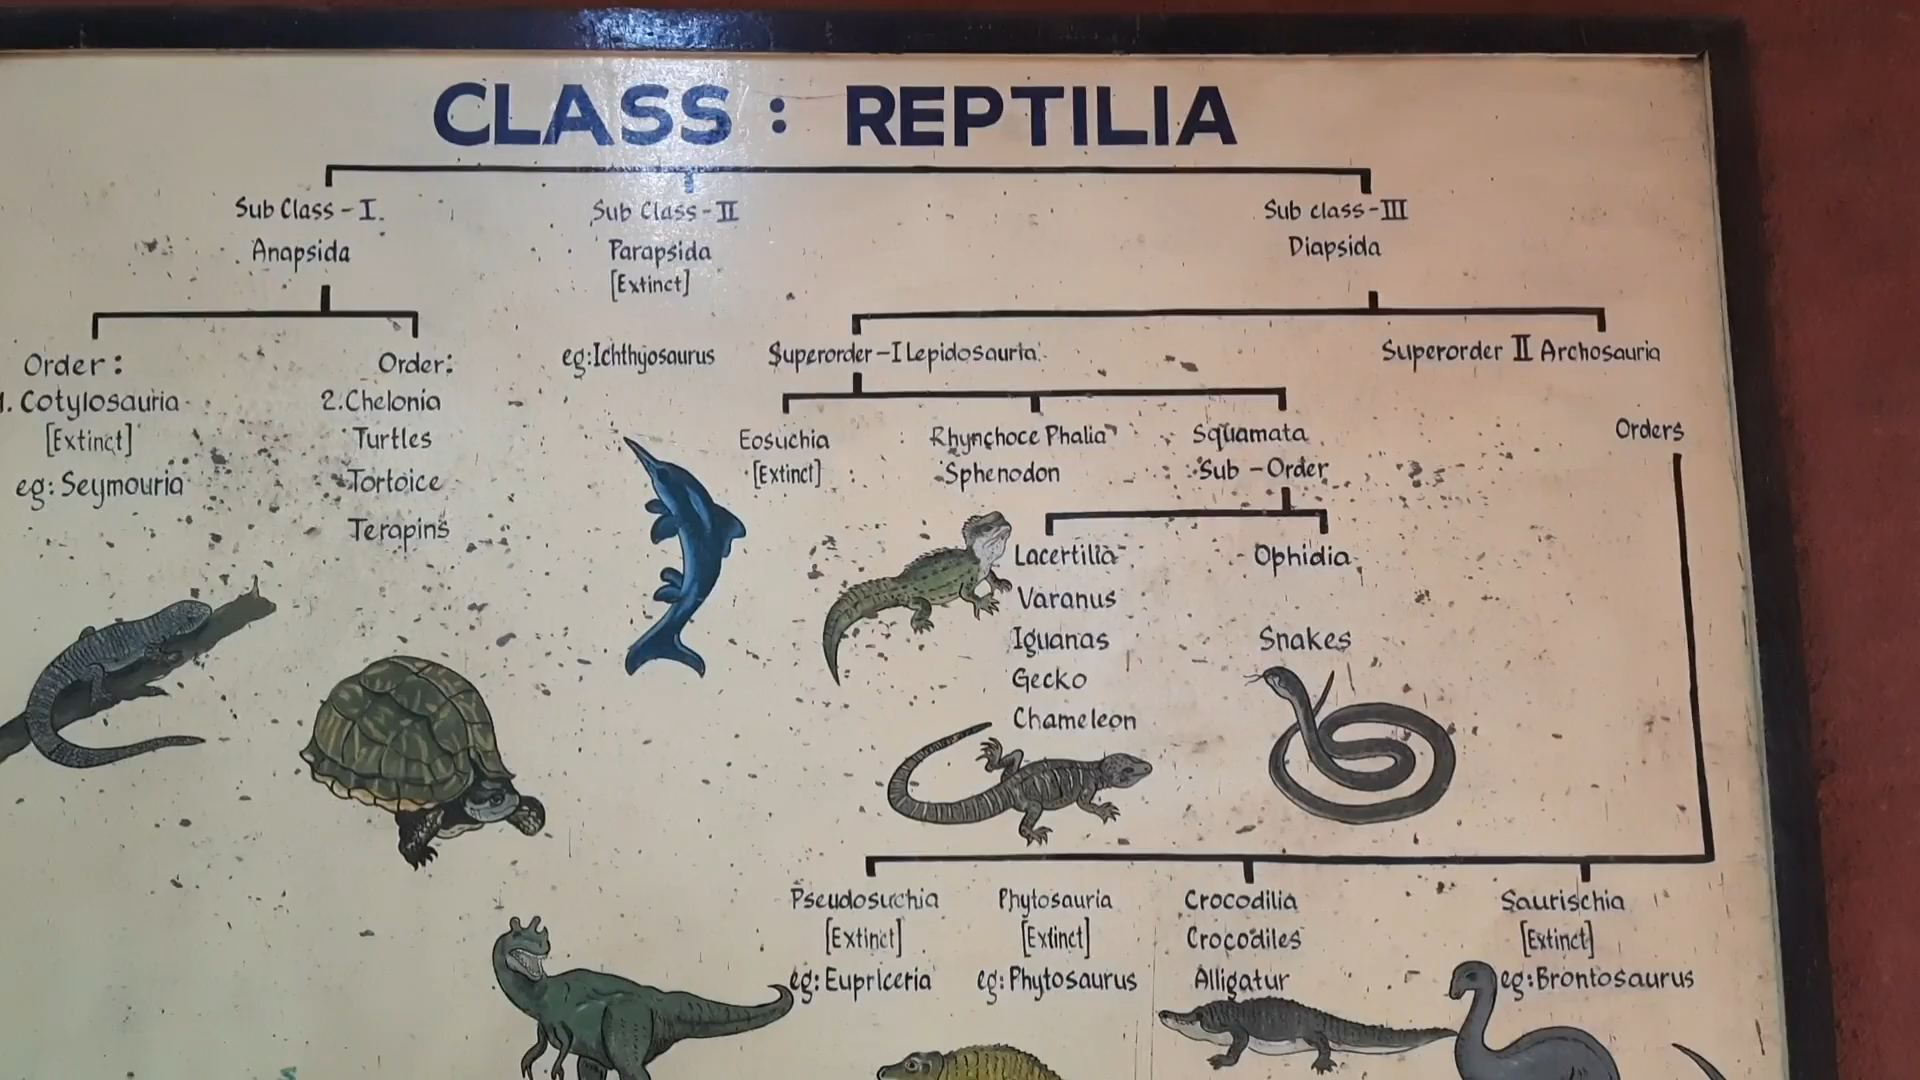 CLASS : REPTILIA
Sub Class - I.
Anapsida
Sub Class - II
Parapsida
[Extinct]
Sub class - III
Diapsida
Order :
1. Cotylosauria
[Extinct]
eg: Seymouria
Order:
2. Chelonia
Turtles
Tortoice
Terapins
eg: Ichthyosaurus
Superorder - I Lepidosauria
Superorder II Archosauria
Eosuchia
[Extinct]
Rhynchoce Phalia
Sphenodon
Squamata
Sub - Order
Lacertilia
Varanus
Iguanas
Gecko
Chameleon
Ophidia
Snakes
Orders
Pseudosuchia
[Extinct]
eg: Eupriceria
Phytosauria
[Extinct]
eg: Phytosaurus
Crocodilia
Crocodiles
Alligatur
Saurischia
[Extinct]
eg: Brontosaurus